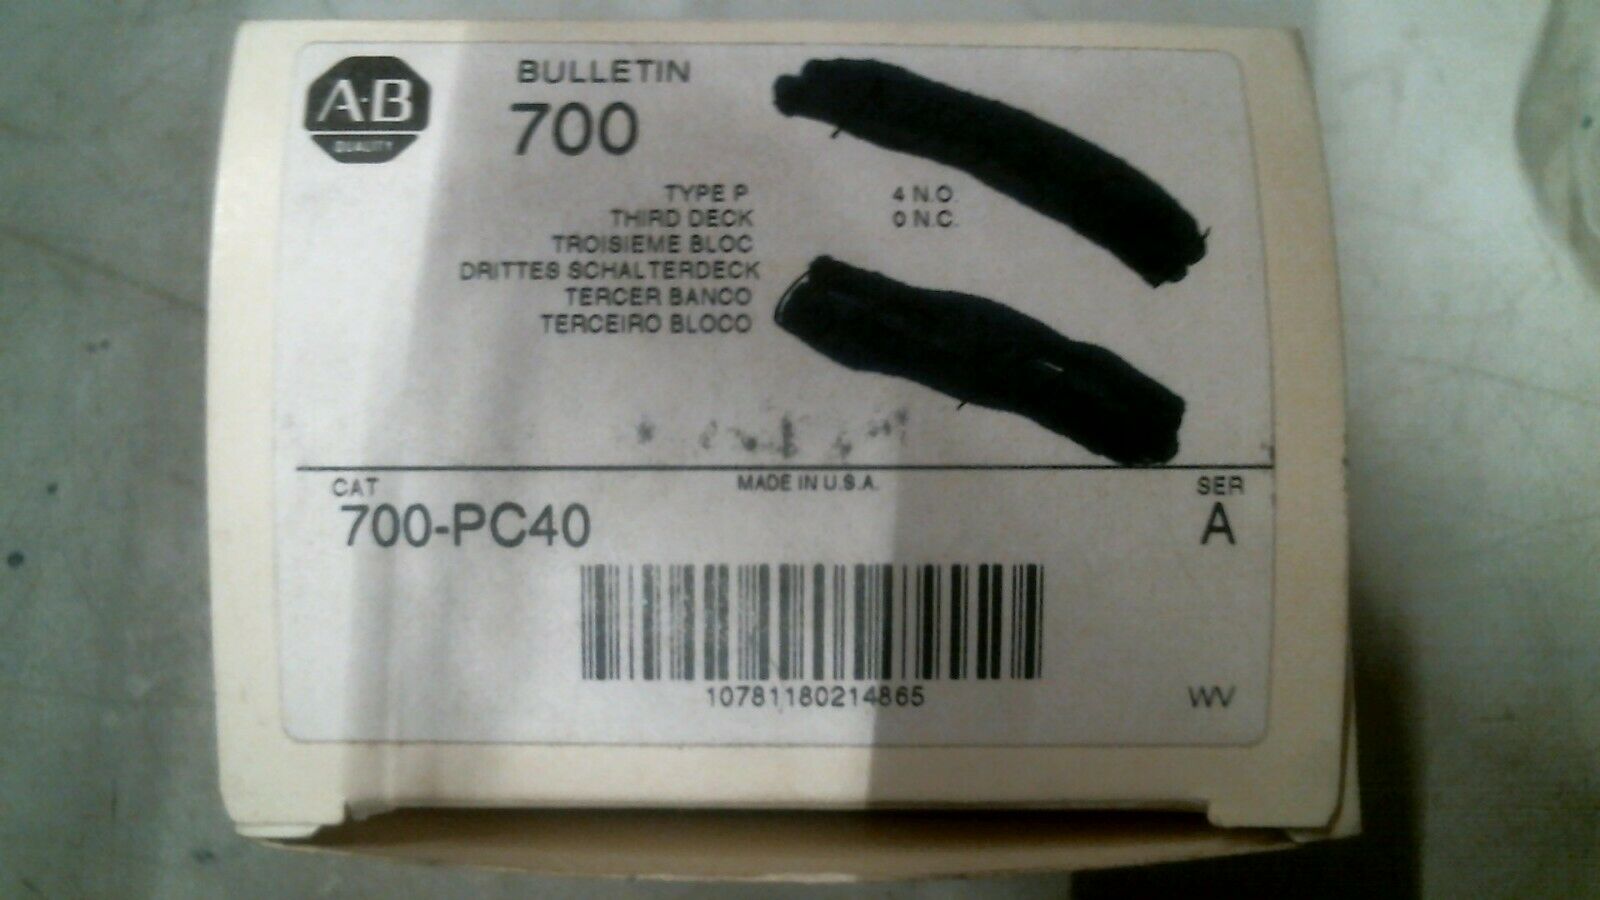 A-B
QUALITY
BULLETIN
700
TYPE P 4 N.O.
THIRD DECK 0 N.C.
TROISIEME BLOC
DRITTES SCHALTERDECK
TERCER BANCO
TERCEIRO BLOCO
MADE IN U.S.A.
CAT SER
700-PC40 A
10781180214865
WV